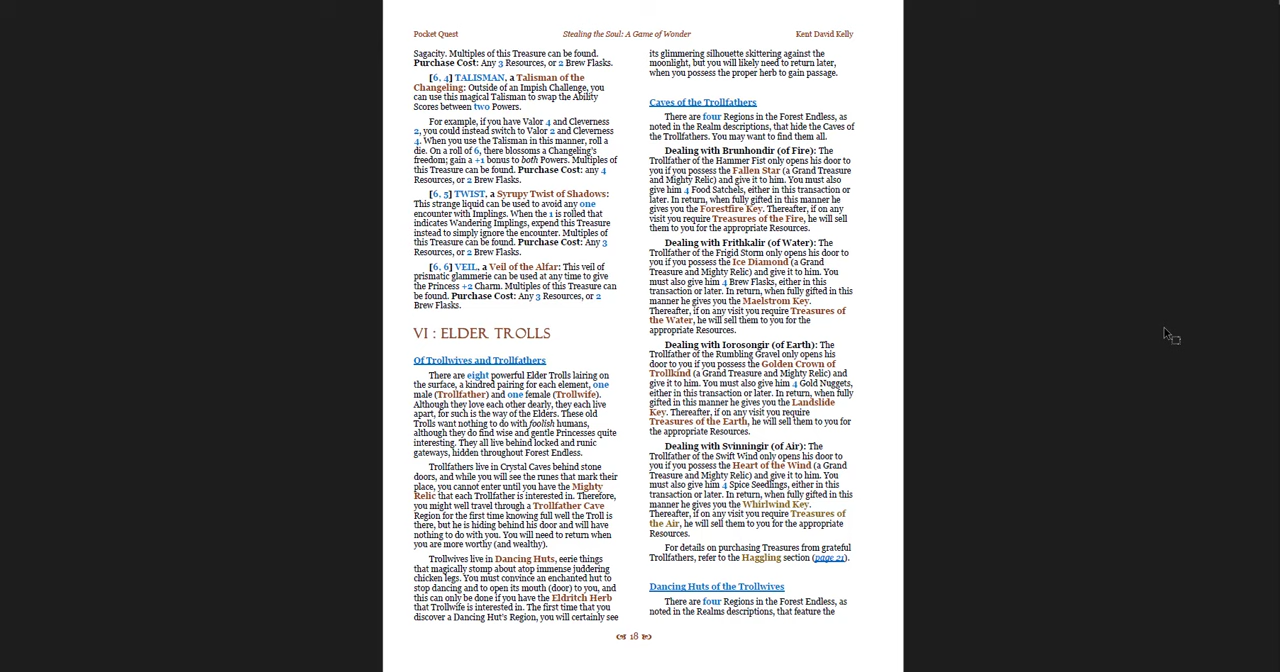 Pocket Quest
Stealing the Soul: A Game of Wonder
Kent David Kelly
Sagacity. Multiples of this Treasure can be found.
Purchase Cost: Any 3 Resources, or 2 Brew Flasks.
[6, 4] TALISMAN, a Talisman of the
Changeling: Outside of an Impish Challenge, you
can use this magical Talisman to swap the Ability
Scores between two Powers.
For example, if you have Valor 4 and Cleverness
2, you could instead switch to Valor 2 and Cleverness
4. When you use the Talisman in this manner, roll a
die. On a roll of 6, there blossoms a Changeling's
freedom; gain a +1 bonus to both Powers. Multiples of
this Treasure can be found. Purchase Cost: any 4
Resources, or 2 Brew Flasks.
[6, 5] TWIST, a Syrupy Twist of Shadows:
This strange liquid can be used to avoid any one
encounter with Implings. When the 1 is rolled that
indicates Wandering Implings, expend this Treasure
instead to simply ignore the encounter. Multiples of
this Treasure can be found. Purchase Cost: Any 3
Resources, or 2 Brew Flasks.
[6, 6] VEIL, a Veil of the Alfar: This veil of
prismatic glammerie can be used at any time to give
the Princess +2 Charm. Multiples of this Treasure can
be found. Purchase Cost: Any 3 Resources, or 2
Brew Flasks.
VI : ELDER TROLLS
Of Trollwives and Trollfathers
There are eight powerful Elder Trolls lairing on
the surface, a kindred pairing for each element, one
male (Trollfather) and one female (Trollwife).
Although they love each other dearly, they each live
apart, for such is the way of the Elders. These old
Trolls want nothing to do with foolish humans,
although they do find wise and gentle Princesses quite
interesting. They all live behind locked and runic
gateways, hidden throughout Forest Endless.
Trollfathers live in Crystal Caves behind stone
doors, and while you will see the runes that mark their
place, you cannot enter until you have the Mighty
Relic that each Trollfather is interested in. Therefore,
you might well travel through a Trollfather Cave
Region for the first time knowing full well the Troll is
there, but he is hiding behind his door and will have
nothing to do with you. You will need to return when
you are more worthy (and wealthy).
Trollwives live in Dancing Huts, eerie things
that magically stomp about atop immense juddering
chicken legs. You must convince an enchanted hut to
stop dancing and to open its mouth (door) to you, and
this can only be done if you have the Eldritch Herb
that Trollwife is interested in. The first time that you
discover a Dancing Hut's Region, you will certainly see
its glimmering silhouette skittering against the
moonlight, but you will likely need to return later,
when you possess the proper herb to gain passage.
Caves of the Trollfathers
There are four Regions in the Forest Endless, as
noted in the Realm descriptions, that hide the Caves of
the Trollfathers. You may want to find them all.
Dealing with Brunhondir (of Fire): The
Trollfather of the Hammer Fist only opens his door to
you if you possess the Fallen Star (a Grand Treasure
and Mighty Relic) and give it to him. You must also
give him 4 Food Satchels, either in this transaction or
later. In return, when fully gifted in this manner he
gives you the Forestfire Key. Thereafter, if on any
visit you require Treasures of the Fire, he will sell
them to you for the appropriate Resources.
Dealing with Frithkalir (of Water): The
Trollfather of the Frigid Storm only opens his door to
you if you possess the Ice Diamond (a Grand
Treasure and Mighty Relic) and give it to him. You
must also give him 4 Brew Flasks, either in this
transaction or later. In return, when fully gifted in this
manner he gives you the Maelstrom Key.
Thereafter, if on any visit you require Treasures of
the Water, he will sell them to you for the
appropriate Resources.
Dealing with Iorosongir (of Earth): The
Trollfather of the Rumbling Gravel only opens his
door to you if you possess the Golden Crown of
Trollkind (a Grand Treasure and Mighty Relic) and
give it to him. You must also give him 4 Gold Nuggets,
either in this transaction or later. In return, when fully
gifted in this manner he gives you the Landslide
Key. Thereafter, if on any visit you require
Treasures of the Earth, he will sell them to you for
the appropriate Resources.
Dealing with Svinningir (of Air): The
Trollfather of the Swift Wind only opens his door to
you if you possess the Heart of the Wind (a Grand
Treasure and Mighty Relic) and give it to him. You
must also give him 4 Spice Seedlings, either in this
transaction or later. In return, when fully gifted in this
manner he gives you the Whirlwind Key.
Thereafter, if on any visit you require Treasures of
the Air, he will sell them to you for the appropriate
Resources.
For details on purchasing Treasures from grateful
Trollfathers, refer to the Haggling section (page 21).
Dancing Huts of the Trollwives
There are four Regions in the Forest Endless, as
noted in the Realms descriptions, that feature the
18